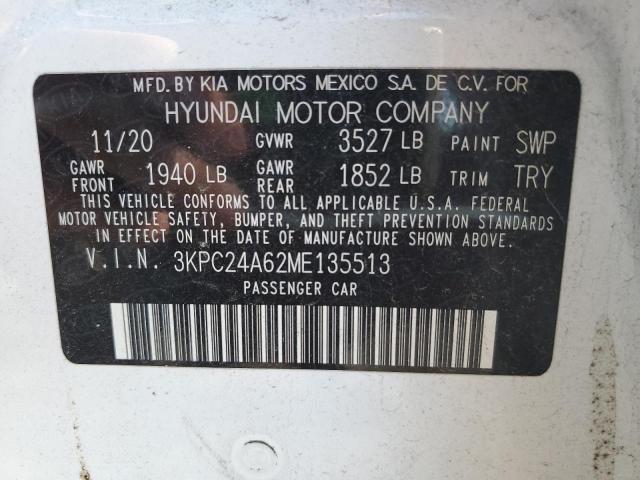 MFD. BY KIA MOTORS MEXICO S.A. DE C.V. FOR
HYUNDAI MOTOR COMPANY
11/20 GVWR 3527 LB PAINT SWP
GAWR FRONT 1940 LB GAWR REAR 1852 LB TRIM TRY
THIS VEHICLE CONFORMS TO ALL APPLICABLE U.S.A. FEDERAL
MOTOR VEHICLE SAFETY, BUMPER, AND THEFT PREVENTION STANDARDS
IN EFFECT ON THE DATE OF MANUFACTURE SHOWN ABOVE.
V.I.N. 3KPC24A62ME135513
PASSENGER CAR